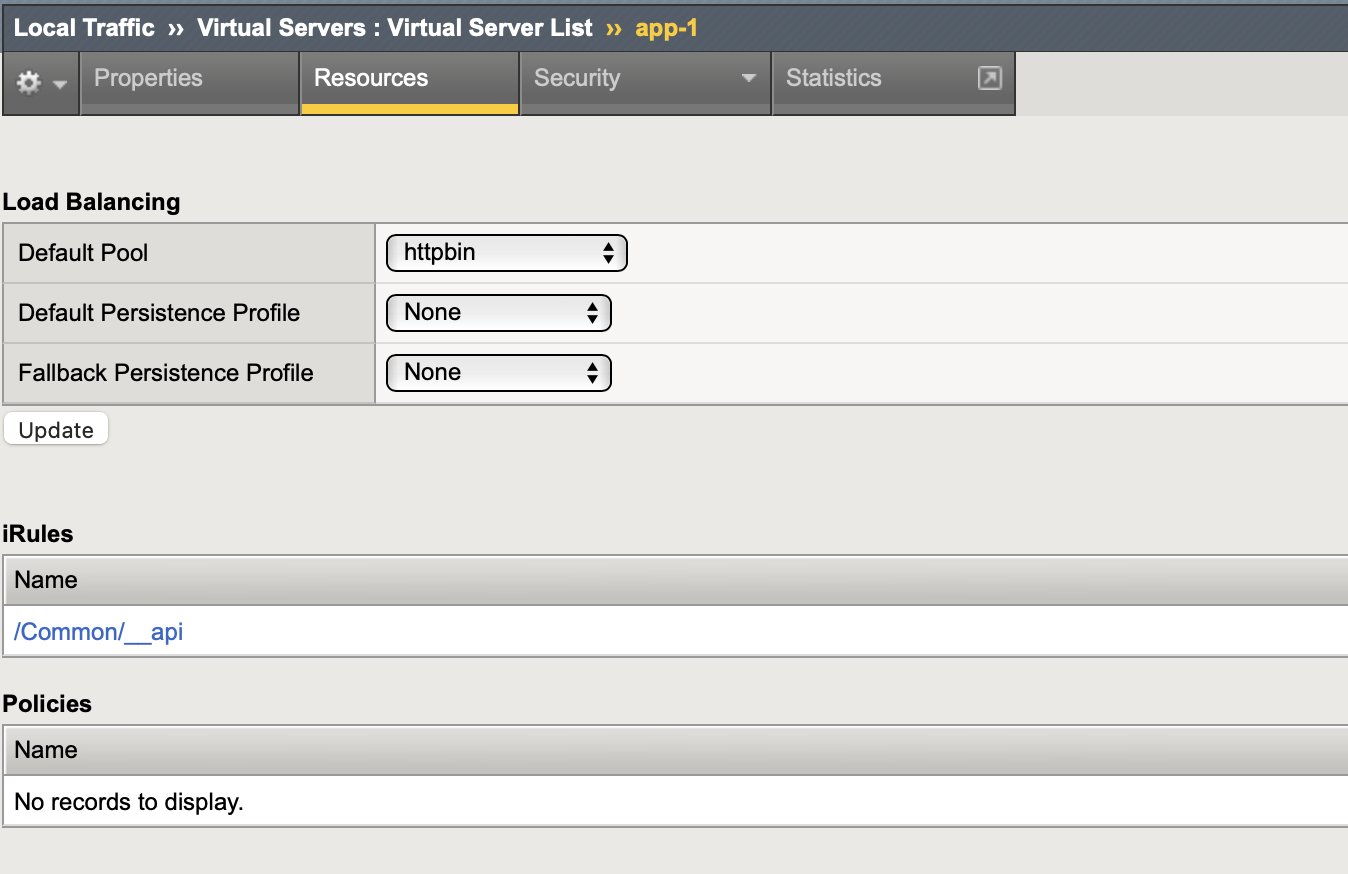 Local Traffic ›› Virtual Servers : Virtual Server List ›› app-1
Properties Resources Security Statistics
Load Balancing
Default Pool httpbin
Default Persistence Profile None
Fallback Persistence Profile None
Update
iRules
Name
/Common/__api
Policies
Name
No records to display.